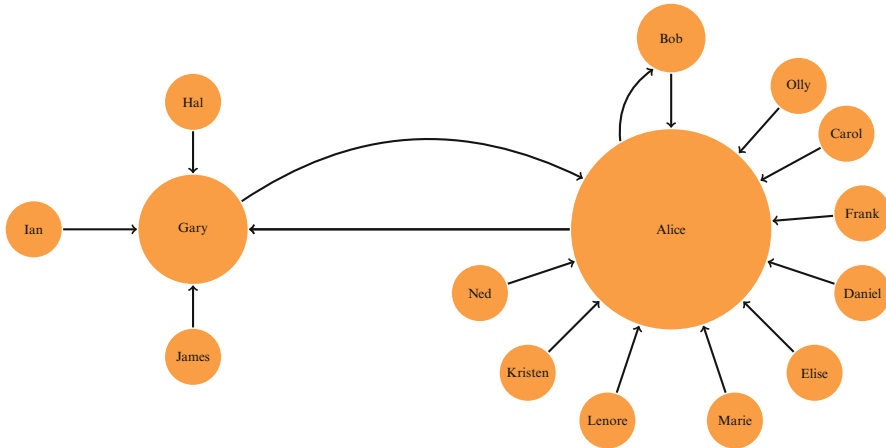 Bob
Olly
Hal
Carol
Frank
Ian
Gary
Alice
Ned
Daniel
James
Kristen
Elise
Lenore
Marie